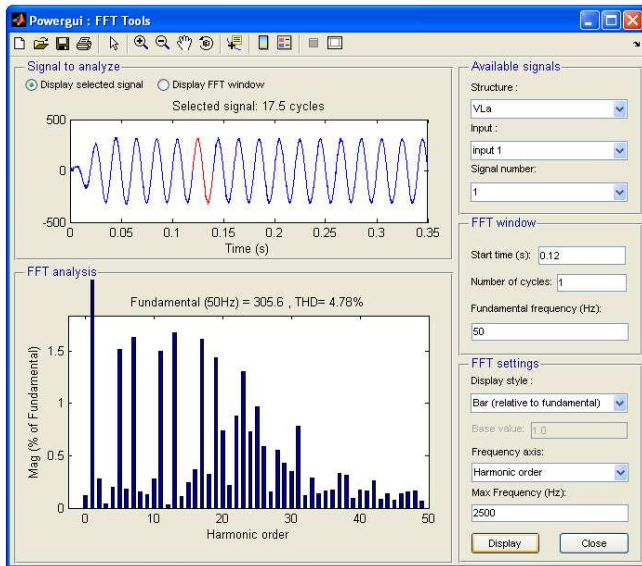 Powergui : FFT Tools
Signal to analyze
Display selected signal
Display FFT window
Selected signal: 17.5 cycles
500
0
-500
0
0.05
0.1
0.15
0.2
0.25
0.3
0.35
Time (s)
FFT analysis
Fundamental (50Hz) = 305.6 , THD= 4.78%
Mag (% of Fundamental)
1.5
1
0.5
0
0
10
20
30
40
50
Harmonic order
Available signals
Structure :
VLa
Input :
input 1
Signal number:
1
FFT window
Start time (s): 0.12
Number of cycles: 1
Fundamental frequency (Hz):
50
FFT settings
Display style :
Bar (relative to fundamental)
Base value: 1.0
Frequency axis:
Harmonic order
Max Frequency (Hz):
2500
Display
Close